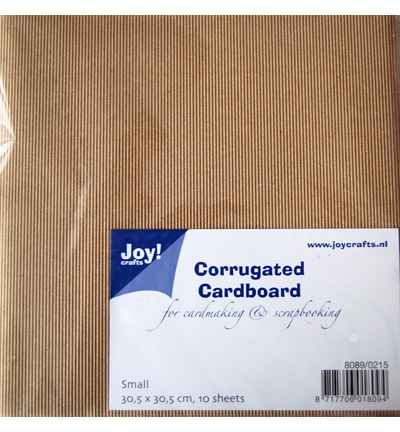 Joy!
crafts
www.joycrafts.nl
Corrugated
Cardboard
for cardmaking & scrapbooking
8089/0215
Small
30,5 x 30,5 cm, 10 sheets
8 717706 018094